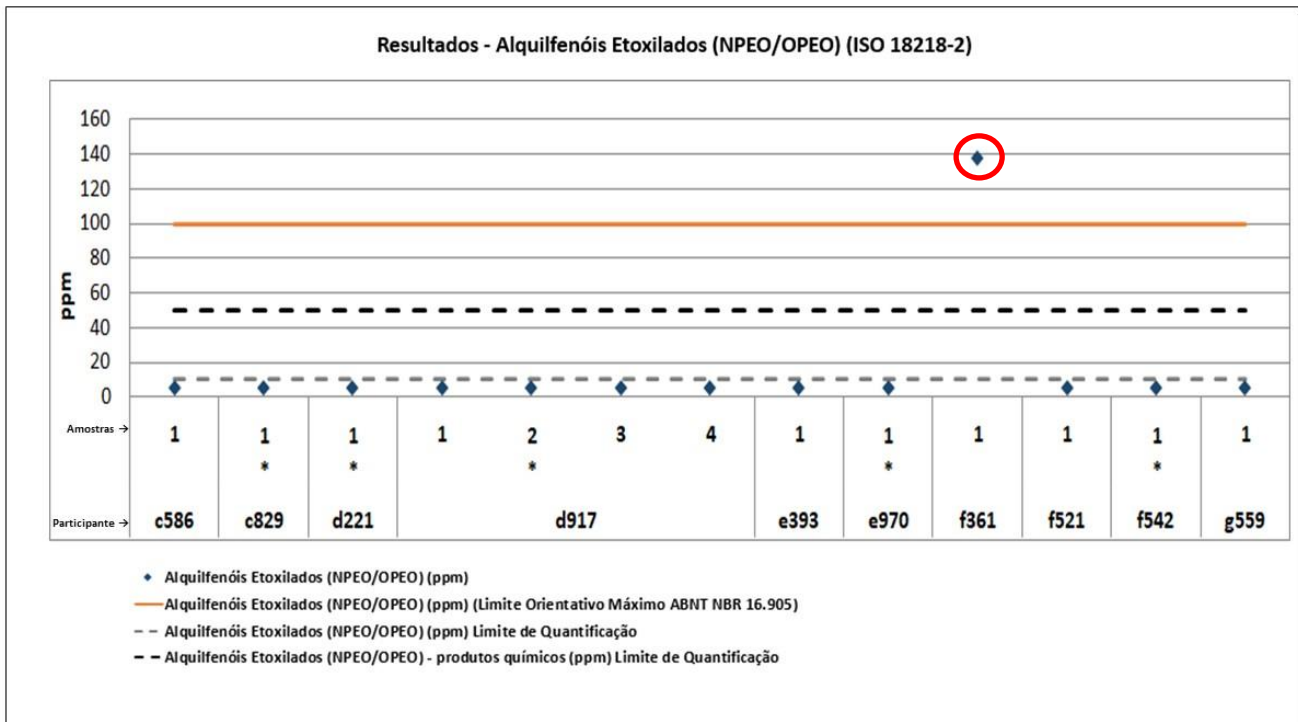 Resultados - Alquilfenóis Etoxilados (NPEO/OPEO) (ISO 18218-2)
160
140
120
100
80
60
40
20
0
ppm
Amostras → 1 1 1 1 2 3 4 1 1 1 1 1 1
* * * * *
Participante → c586 c829 d221 d917 e393 e970 f361 f521 f542 g559
Alquilfenóis Etoxilados (NPEO/OPEO) (ppm)
Alquilfenóis Etoxilados (NPEO/OPEO) (ppm) (Limite Orientativo Máximo ABNT NBR 16.905)
Alquilfenóis Etoxilados (NPEO/OPEO) (ppm) Limite de Quantificação
Alquilfenóis Etoxilados (NPEO/OPEO) - produtos químicos (ppm) Limite de Quantificação